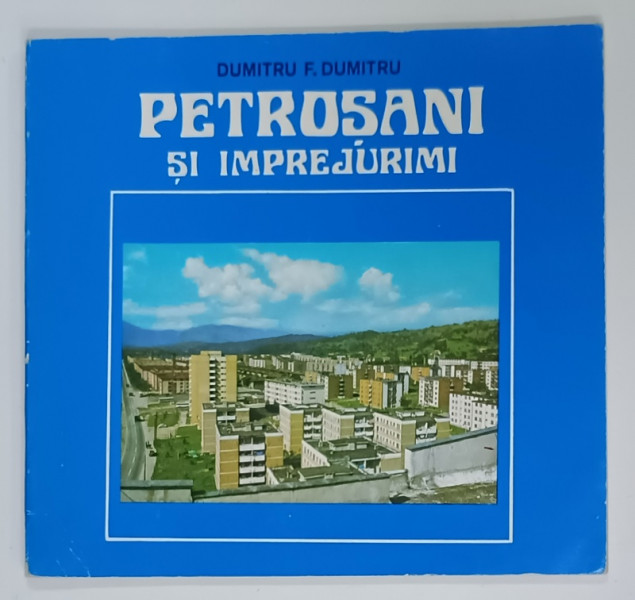 DUMITRU F. DUMITRU
PETROȘANI
ȘI IMPREJURIMI